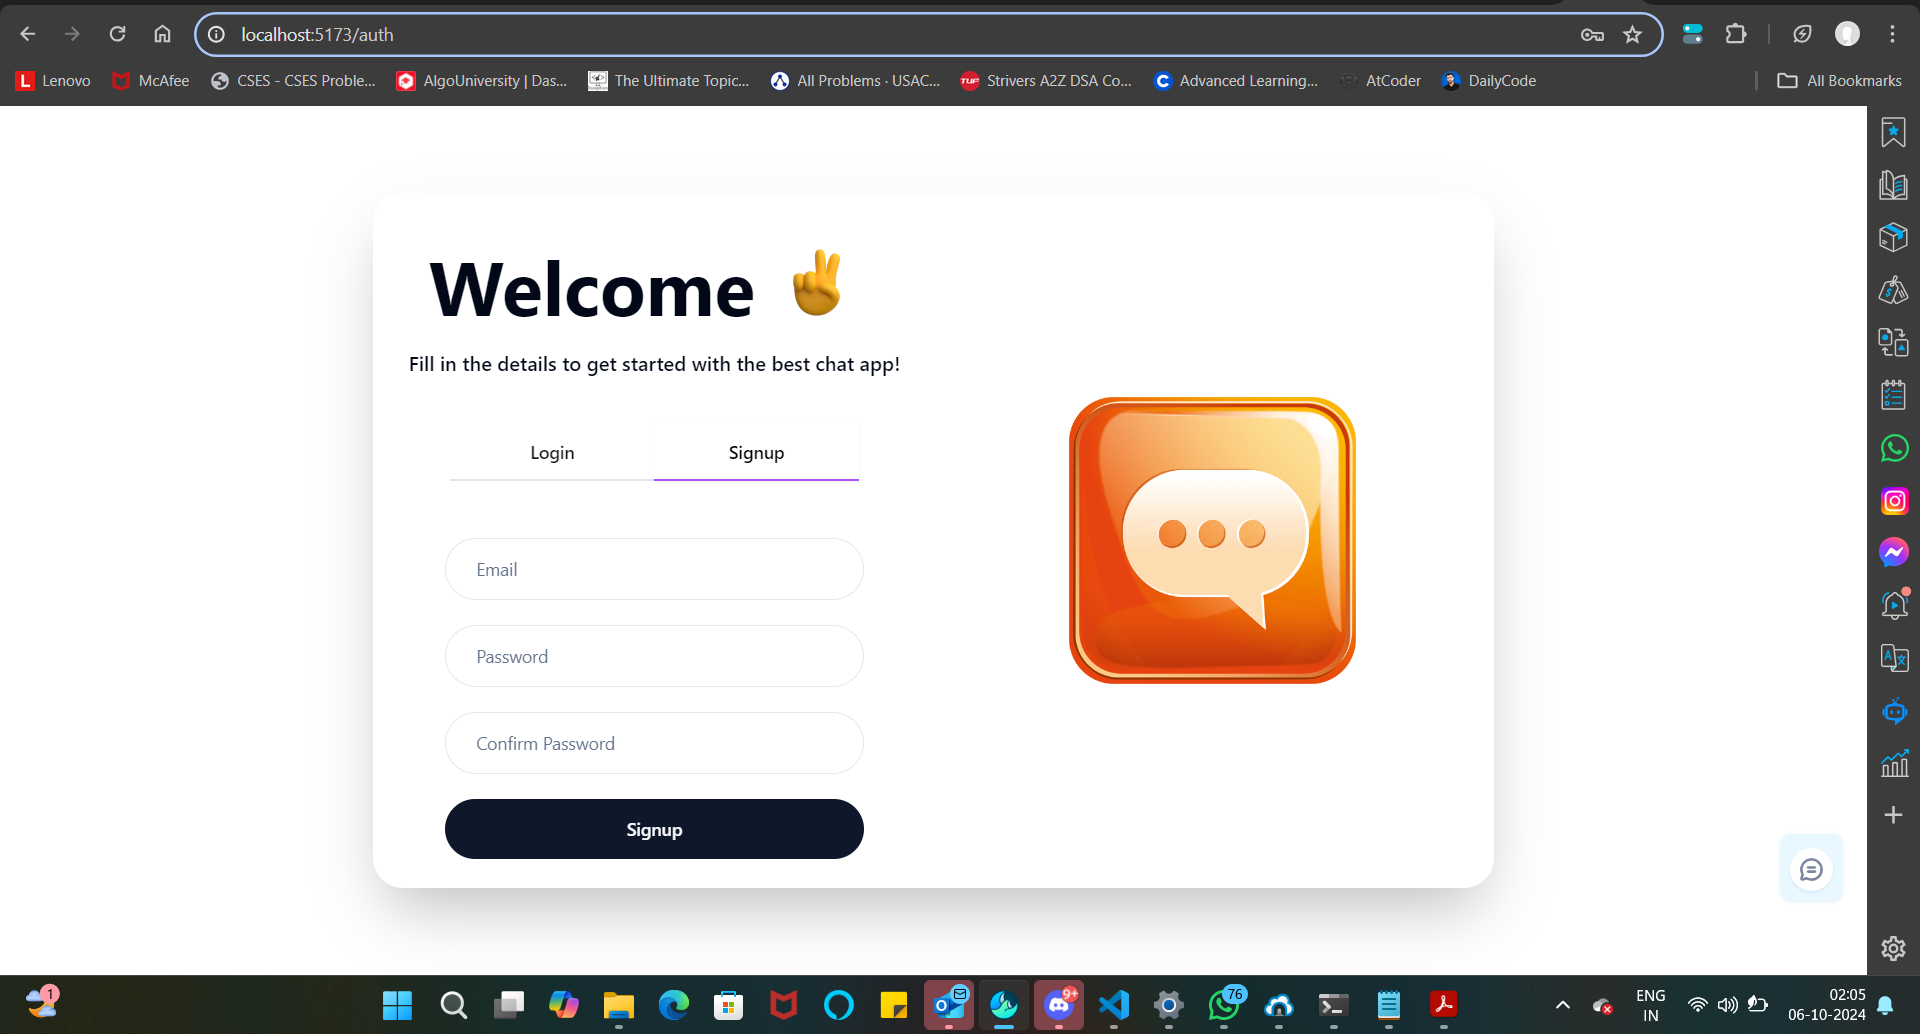 localhost:5173/auth
Lenovo
McAfee
CSES - CSES Proble...
AlgoUniversity | Das...
The Ultimate Topic...
All Problems · USAC...
TUF
Strivers A2Z DSA Co...
Advanced Learning...
AtCoder
DailyCode
All Bookmarks
Welcome
Fill in the details to get started with the best chat app!
Login
Signup
Email
Password
Confirm Password
Signup
1
9+
76
ENG
IN
02:05
06-10-2024